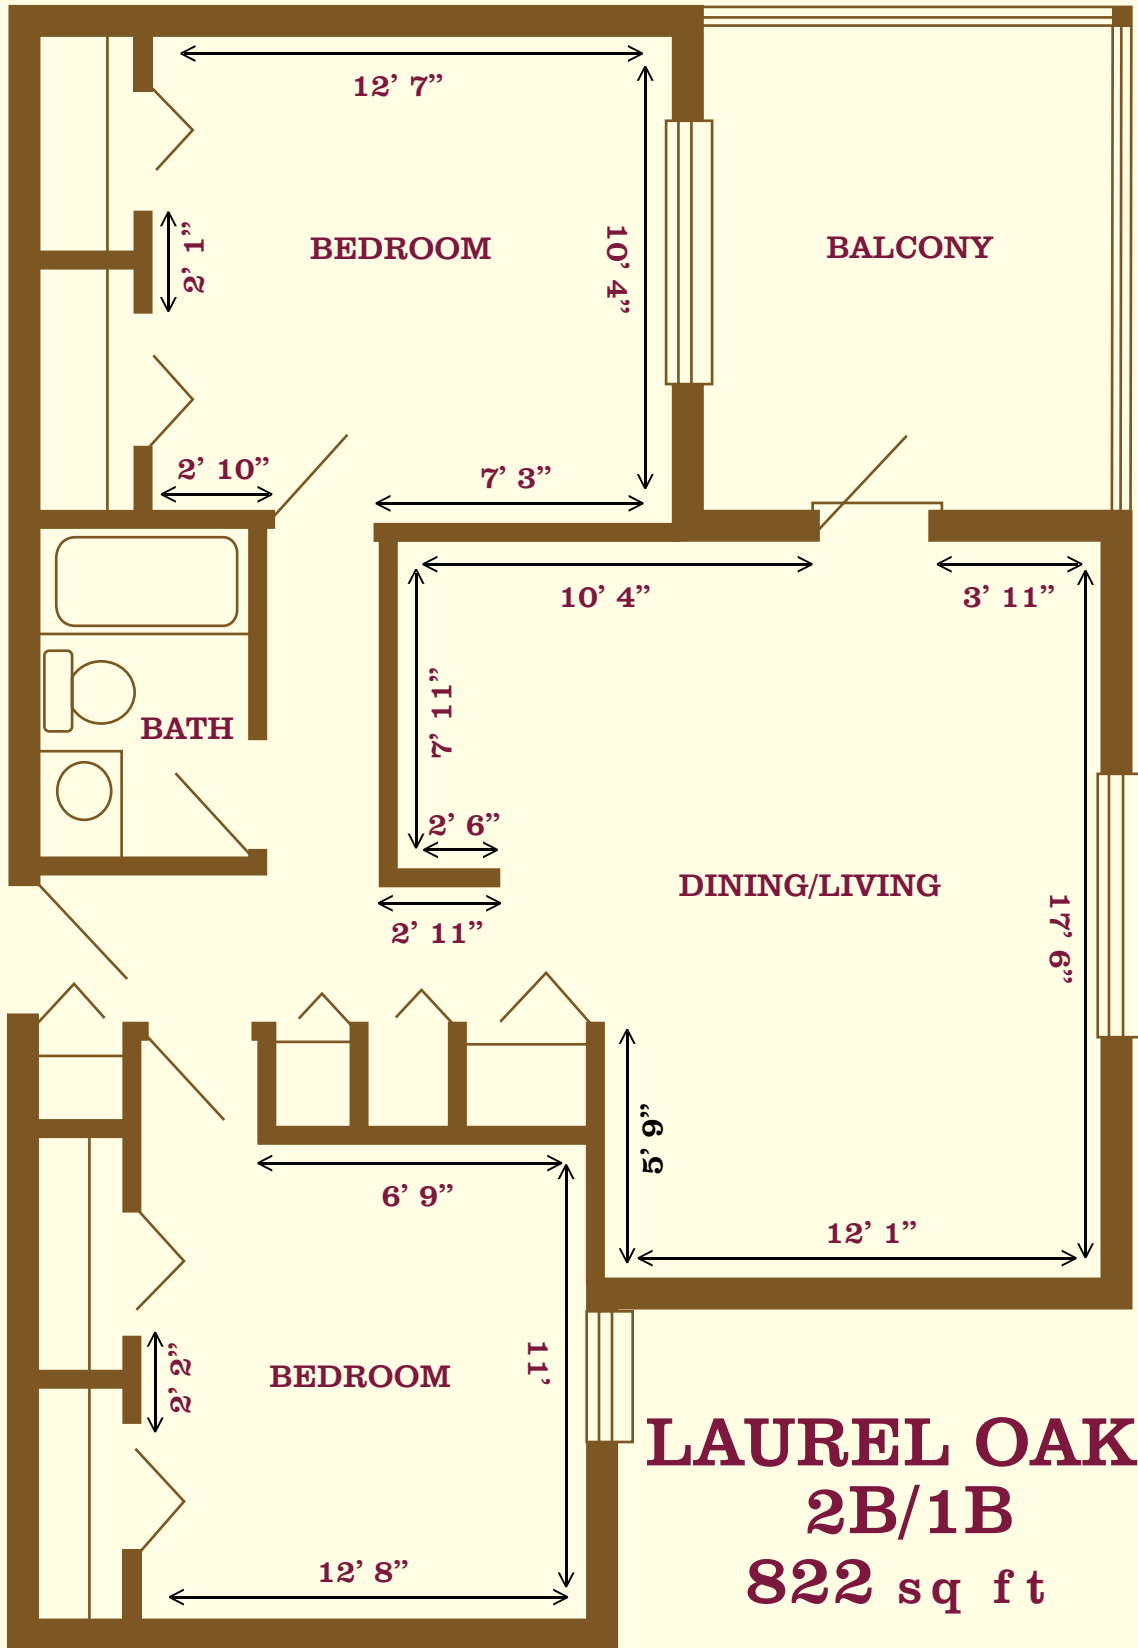 12’ 7”
2’ 1”
BEDROOM
10’ 4”
BALCONY
2’ 10”
7’ 3”
10’ 4”
3’ 11”
7’ 11”
BATH
2’ 6”
DINING/LIVING
17’ 6”
2’ 11”
5’ 9”
6’ 9”
12’ 1”
2’ 2”
BEDROOM
11’
LAUREL OAK
2B/1B
12’ 8”
822 sq ft